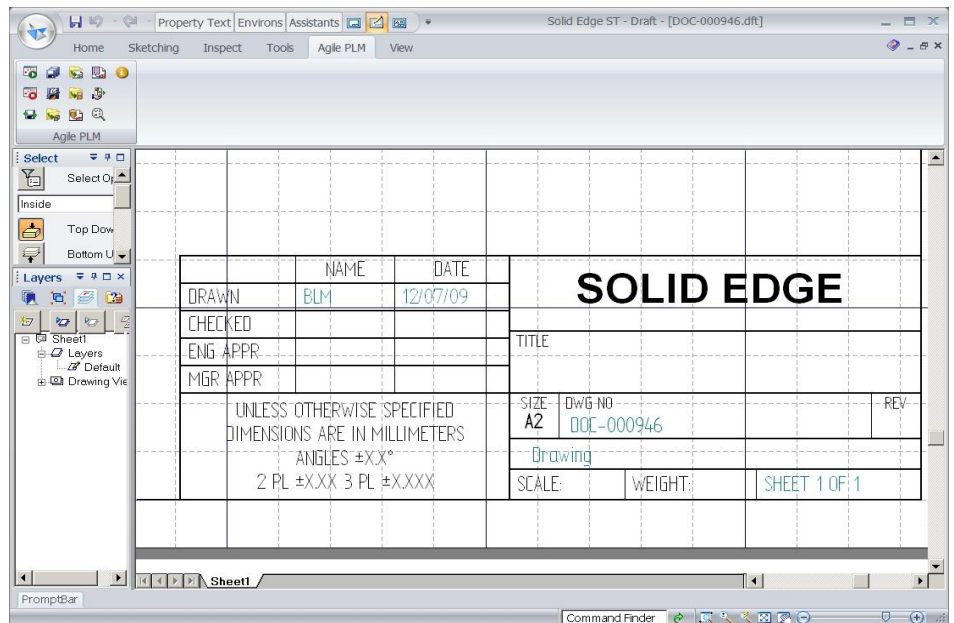 Property Text Environs Assistants
Solid Edge ST - Draft - [DOC-000946.dft]
Home Sketching Inspect Tools Agile PLM View
Agile PLM
Select
Select Op
Inside
Top Dow
Bottom U
Layers
Sheet1
Layers
Default
Drawing Vie
NAME DATE
DRAWN BLM 12/07/09
CHECKED
ENG APPR
MGR APPR
SOLID EDGE
TITLE
UNLESS OTHERWISE SPECIFIED
DIMENSIONS ARE IN MILLIMETERS
ANGLES ±X.X°
2 PL ±X.XX 3 PL ±X.XXX
SIZE DWG NO REV
A2 DOC-000946
Drawing
SCALE: WEIGHT: SHEET 1 OF 1
Sheet1
PromptBar
Command Finder